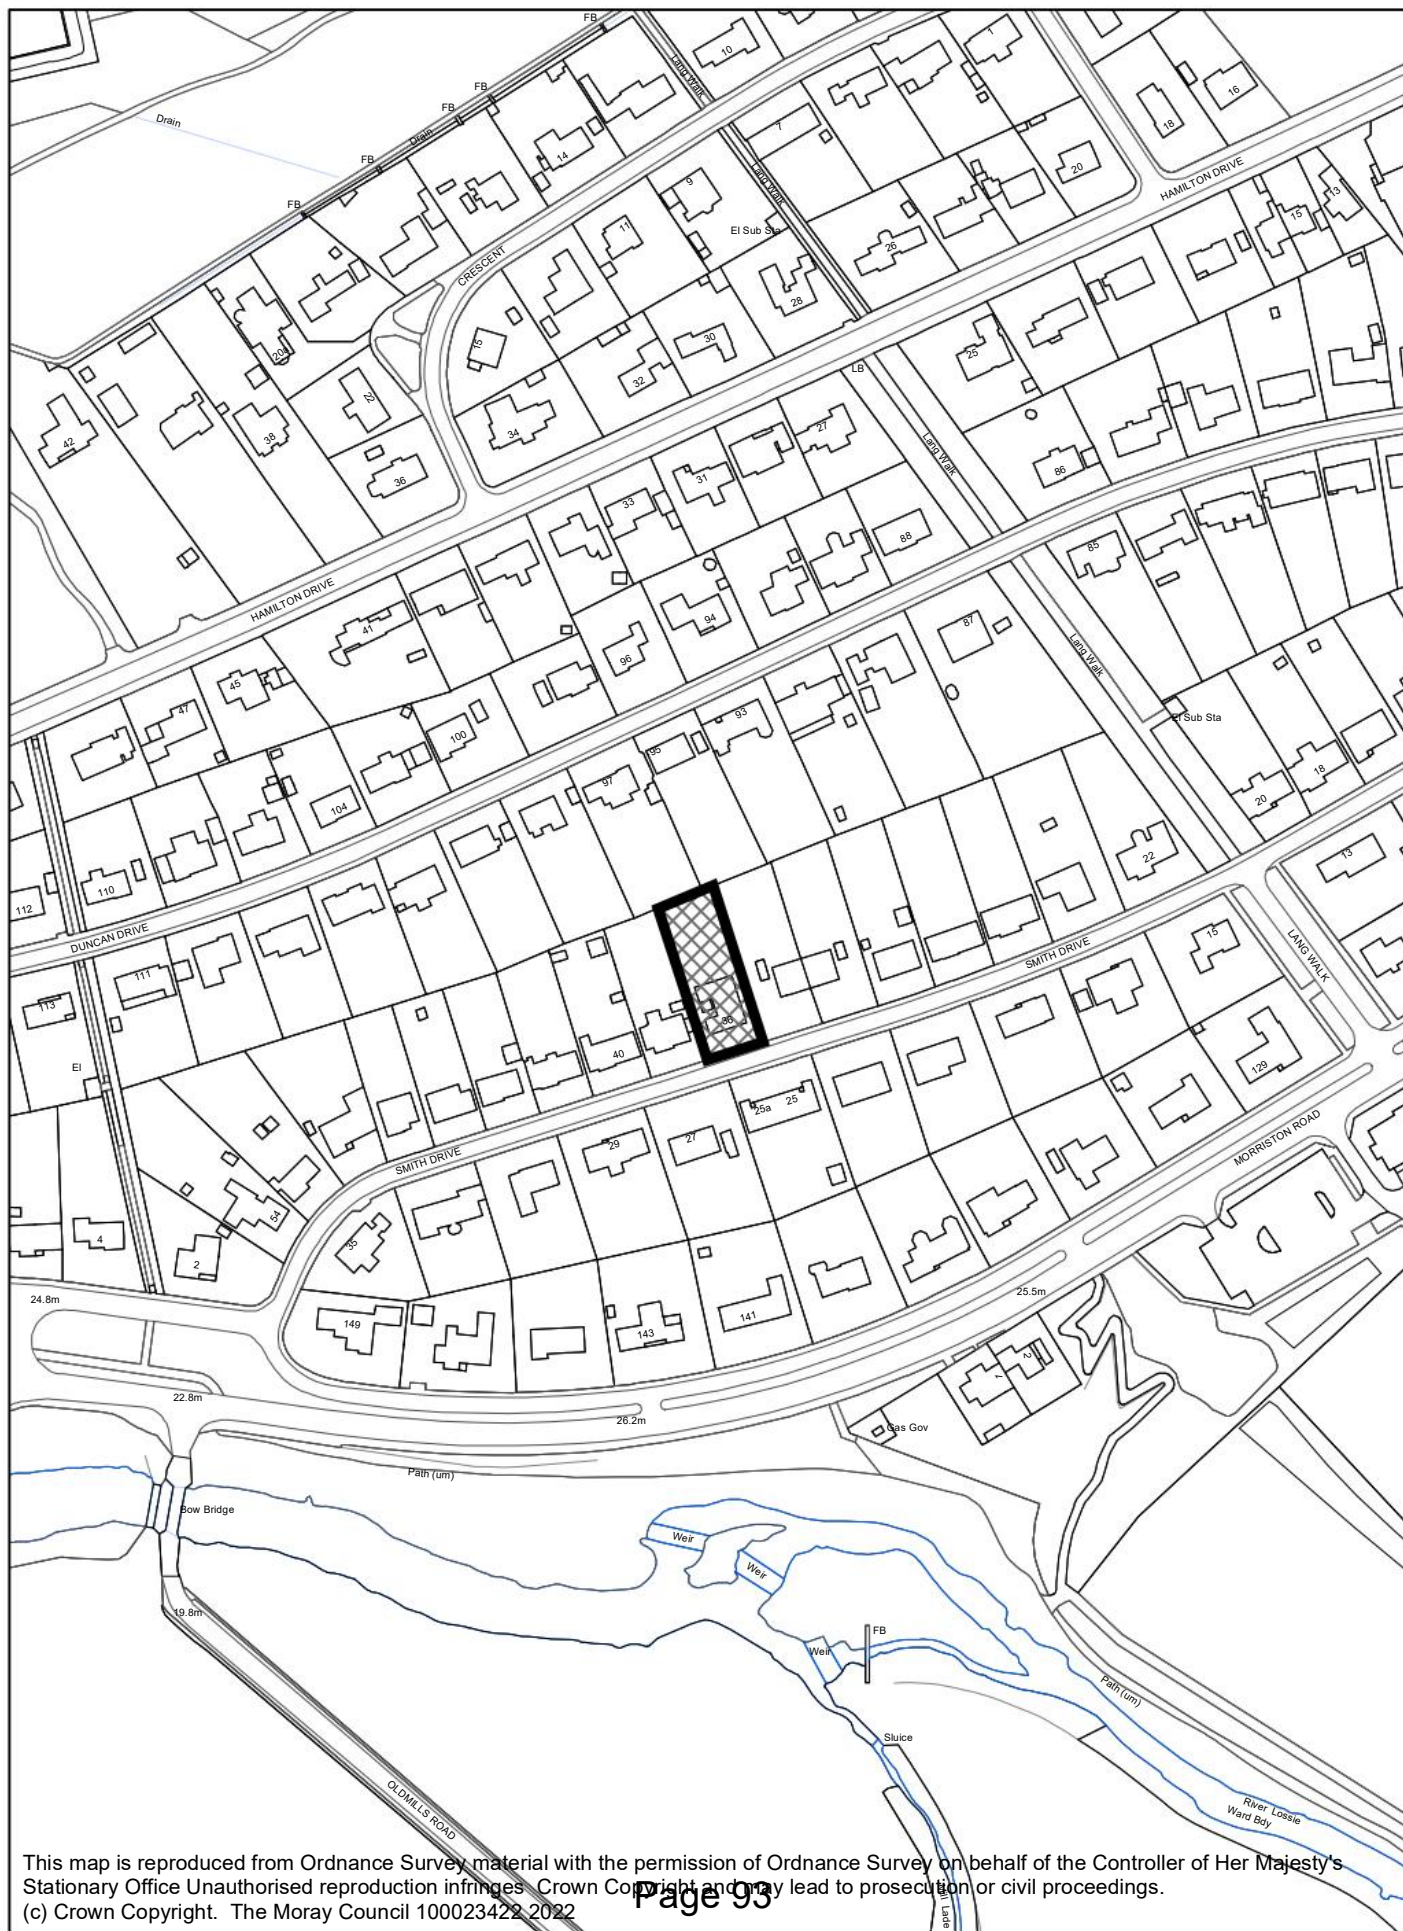 FB
10
1
Lang Walk
FB
16
FB
Drain
Drain
7
18
14
FB
20
Lang Walk
HAMILTON DRIVE
9
13
FB
15
11
El Sub Sta
26
CRESCENT
28
15
30
25
20a
LB
32
22
27
34
38
42
Lang Walk
86
36
31
33
88
85
HAMILTON DRIVE
94
87
41
Lang Walk
96
45
47
93
El Sub Sta
100
95
18
97
20
104
13
22
110
112
DUNCAN DRIVE
15
SMITH DRIVE
LANG WALK
111
113
36
40
129
El
25
25a
MORRISTON ROAD
27
29
SMITH DRIVE
54
4
35
2
24.8m
25.5m
141
149
143
2
1
22.8m
26.2m
Gas Gov
Path (um)
Bow Bridge
Weir
Weir
19.8m
FB
Weir
Path (um)
Sluice
River Lossie
Ward Bdy
OLDMILLS ROAD
Mill Lade
This map is reproduced from Ordnance Survey material with the permission of Ordnance Survey on behalf of the Controller of Her Majesty's
Stationary Office Unauthorised reproduction infringes Crown Copyright and may lead to prosecution or civil proceedings.
(c) Crown Copyright. The Moray Council 100023422 2022
Page 93